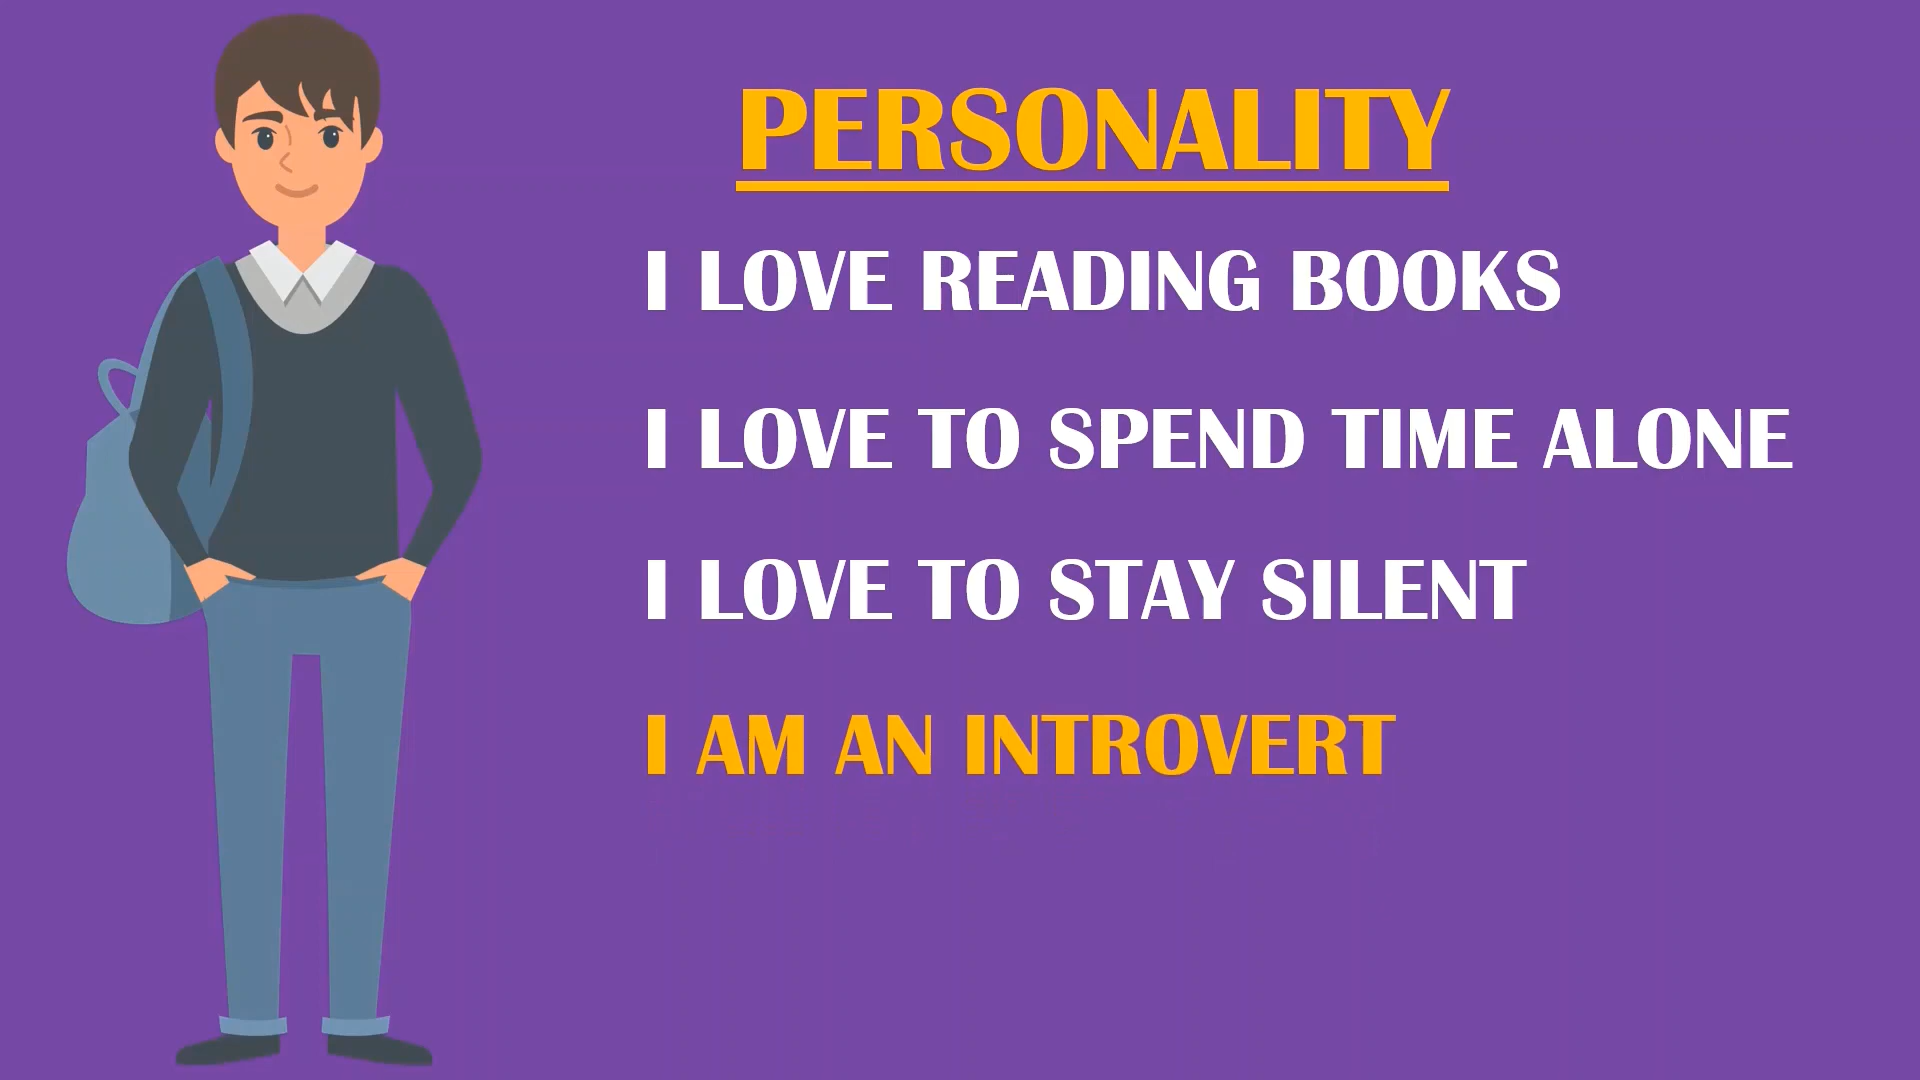 PERSONALITY
I LOVE READING BOOKS
I LOVE TO SPEND TIME ALONE
I LOVE TO STAY SILENT
I AM AN INTROVERT